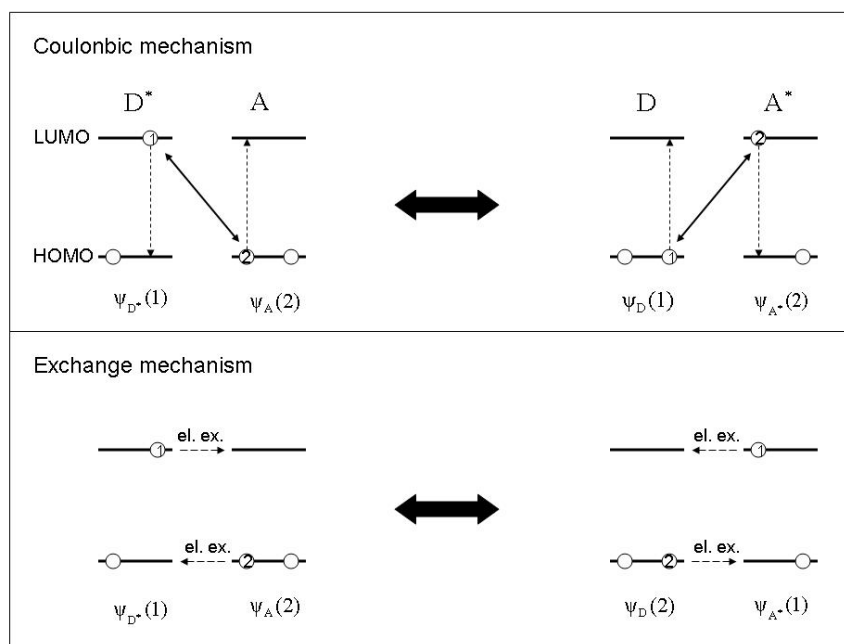 Coulonbic mechanism
D* A D A*
LUMO 1 2
HOMO 2 1
ψD*(1) ψA(2) ψD(1) ψA*(2)
Exchange mechanism
el. ex. el. ex.
1 1
el. ex. el. ex.
2 2
ψD*(1) ψA(2) ψD(2) ψA*(1)